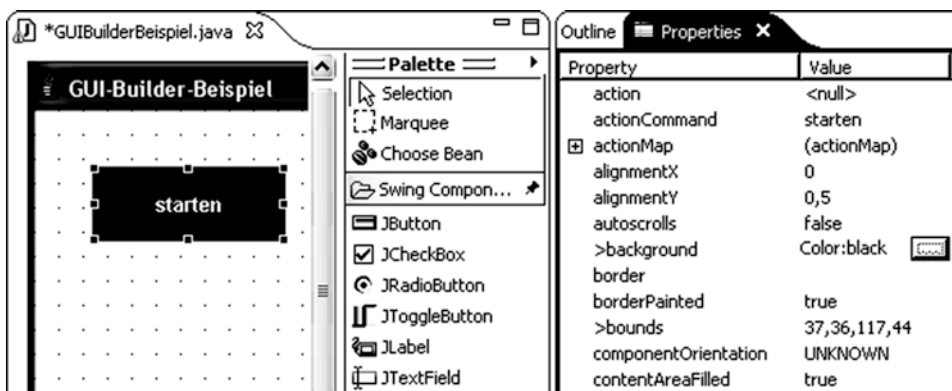 *GUIBuilderBeispiel.java
GUI-Builder-Beispiel
starten
Palette
Selection
Marquee
Choose Bean
Swing Compon...
JButton
JCheckBox
JRadioButton
JToggleButton
JLabel
JTextField
Outline Properties
Property Value
action <null>
actionCommand starten
actionMap (actionMap)
alignmentX 0
alignmentY 0,5
autoscrolls false
>background Color:black
border
borderPainted true
>bounds 37,36,117,44
componentOrientation UNKNOWN
contentAreaFilled true